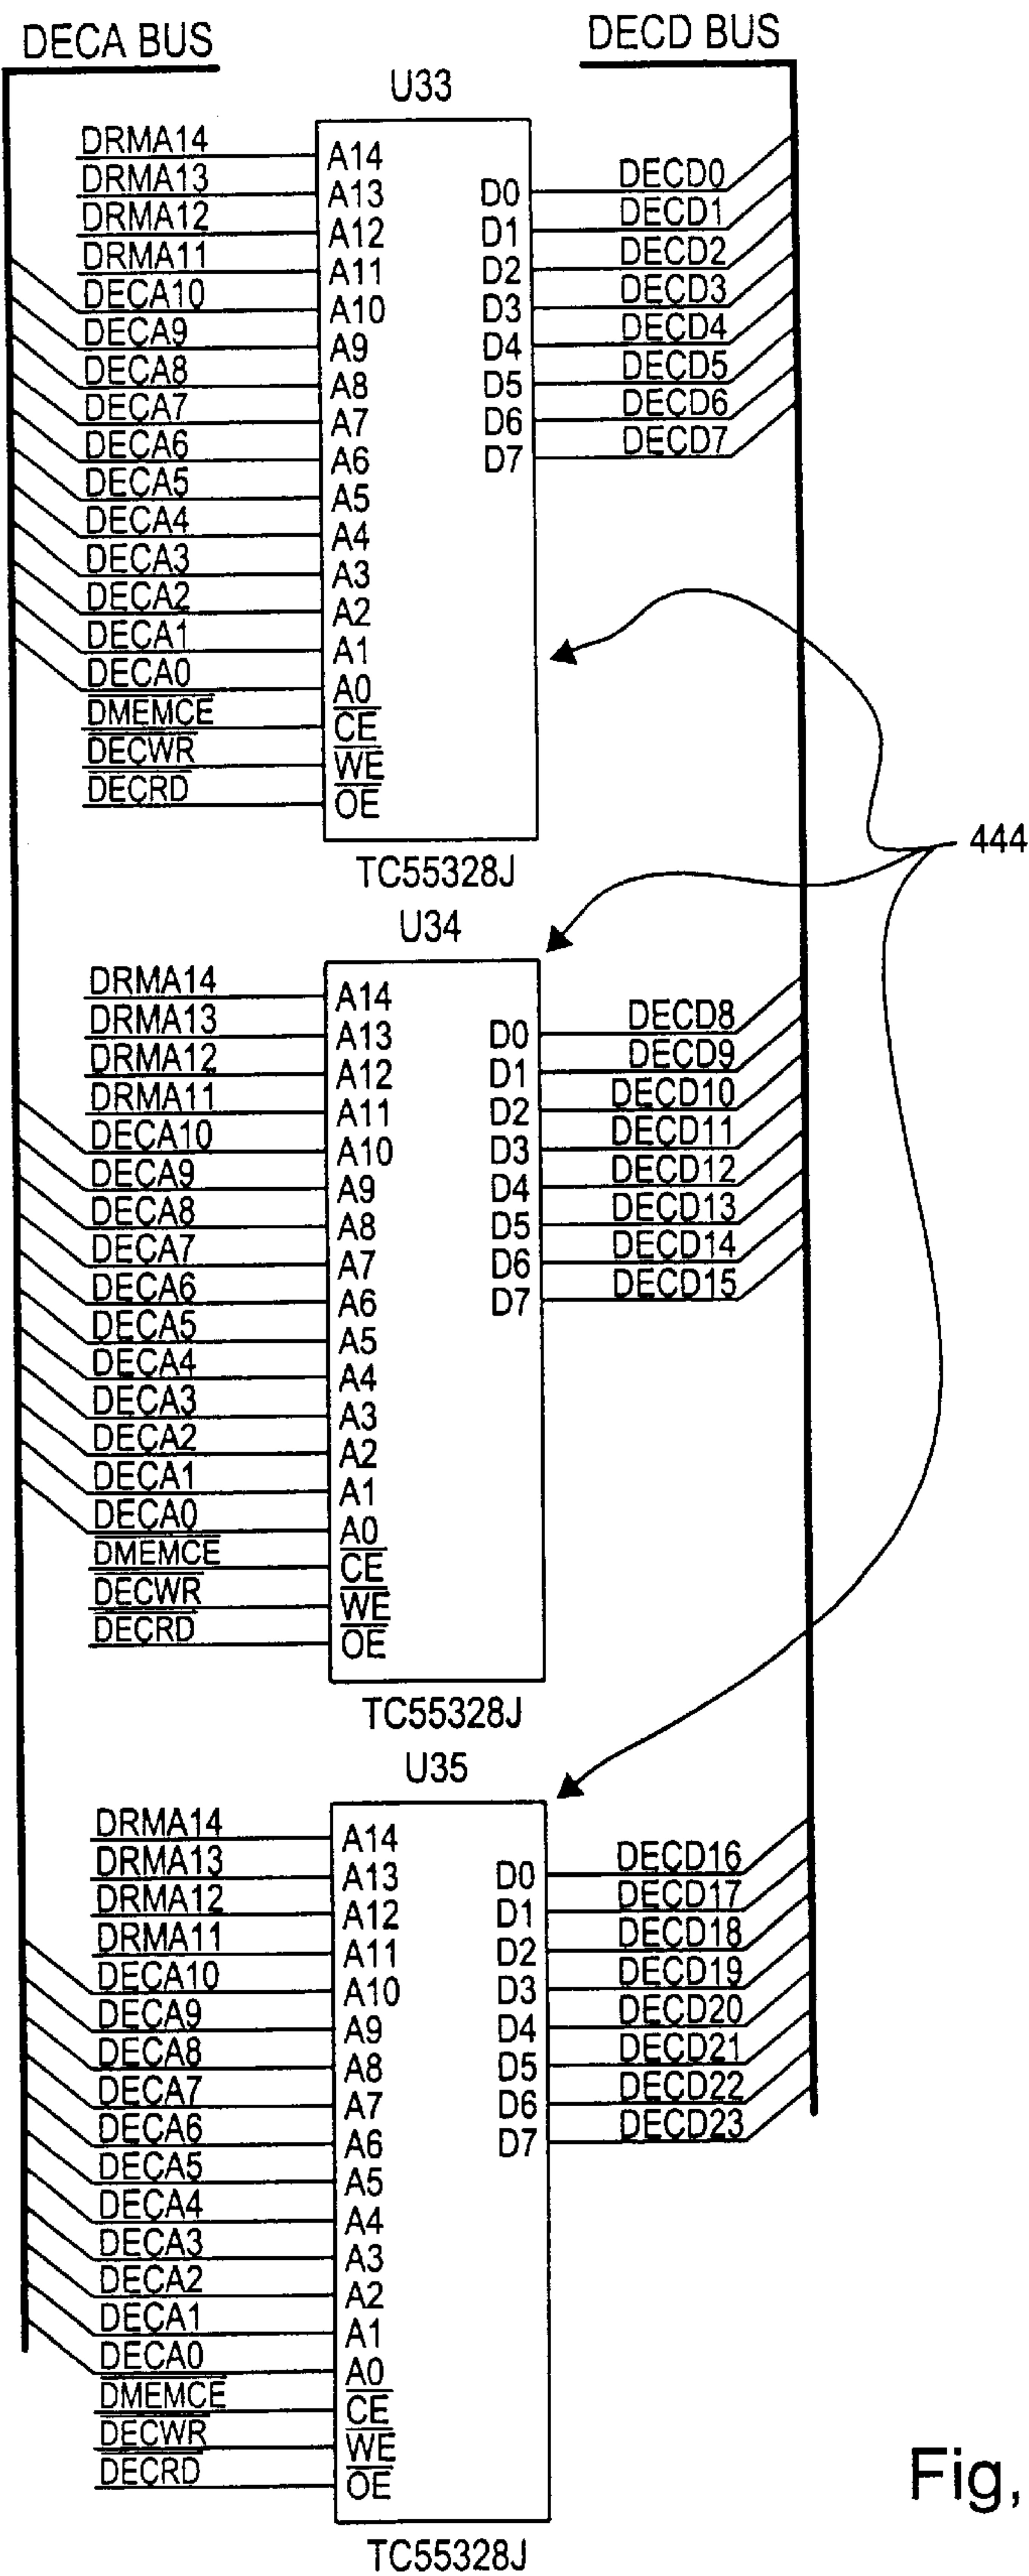 DECA BUS DECD BUS
U33
DRMA14 A14
DRMA13 A13 D0 DECD0
DRMA12 A12 D1 DECD1
DRMA11 A11 D2 DECD2
DECA10 A10 D3 DECD3
DECA9 A9 D4 DECD4
DECA8 A8 D5 DECD5
DECA7 A7 D6 DECD6
DECA6 A6 D7 DECD7
DECA5 A5
DECA4 A4
DECA3 A3
DECA2 A2
DECA1 A1
DECA0 A0
DMEMCE CE
DECWR WE
DECRD OE
444
TC55328J
U34
DRMA14 A14
DRMA13 A13 D0 DECD8
DRMA12 A12 D1 DECD9
DRMA11 A11 D2 DECD10
DECA10 A10 D3 DECD11
DECA9 A9 D4 DECD12
DECA8 A8 D5 DECD13
DECA7 A7 D6 DECD14
DECA6 A6 D7 DECD15
DECA5 A5
DECA4 A4
DECA3 A3
DECA2 A2
DECA1 A1
DECA0 A0
DMEMCE CE
DECWR WE
DECRD OE
TC55328J
U35
DRMA14 A14
DRMA13 A13 D0 DECD16
DRMA12 A12 D1 DECD17
DRMA11 A11 D2 DECD18
DECA10 A10 D3 DECD19
DECA9 A9 D4 DECD20
DECA8 A8 D5 DECD21
DECA7 A7 D6 DECD22
DECA6 A6 D7 DECD23
DECA5 A5
DECA4 A4
DECA3 A3
DECA2 A2
DECA1 A1
DECA0 A0
DMEMCE CE
DECWR WE
DECRD OE
TC55328J
Fig,